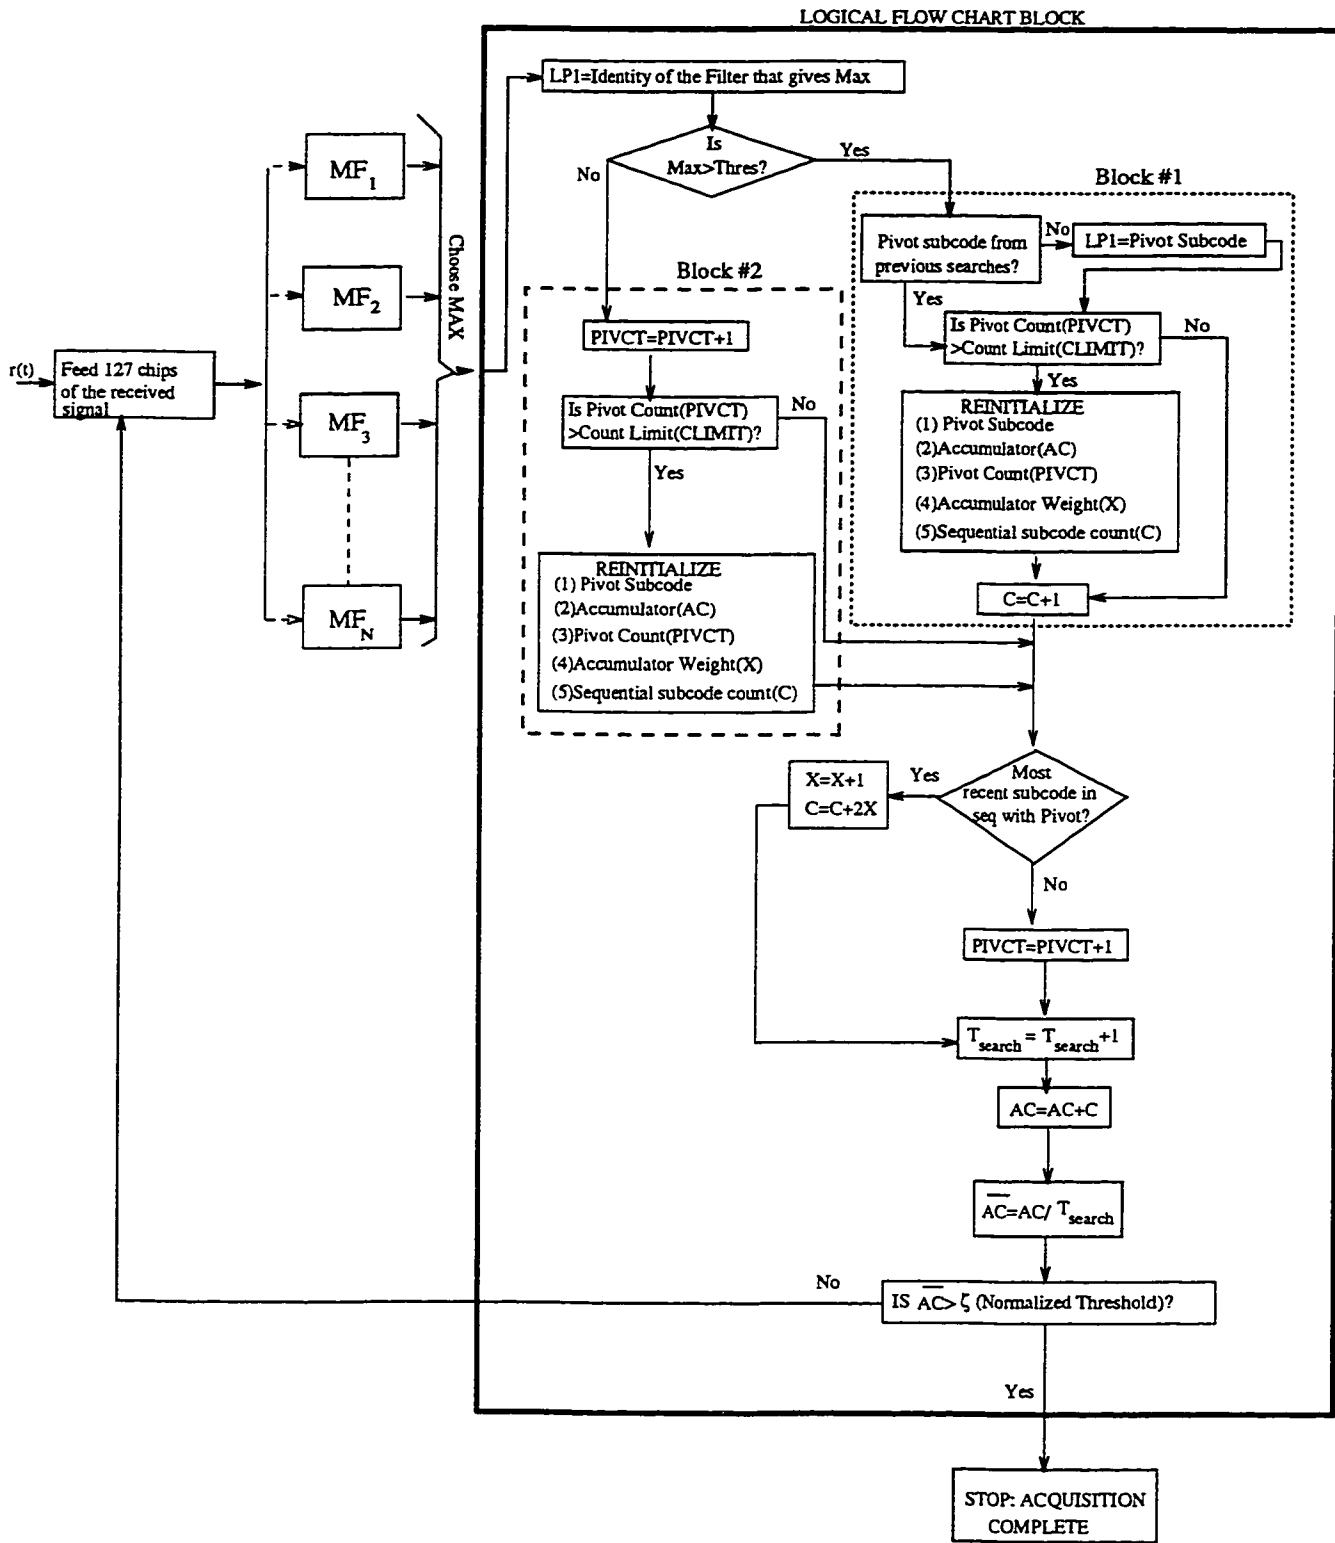 LOGICAL FLOW CHART BLOCK
LP1=Identity of the Filter that gives Max
Is
Max>Thres?
Yes
No
Block #1
Pivot subcode from
previous searches?
No
LP1=Pivot Subcode
Yes
Is Pivot Count(PIVCT)
>Count Limit(CLIMIT)?
No
Yes
REINITIALIZE
(1) Pivot Subcode
(2)Accumulator(AC)
(3)Pivot Count(PIVCT)
(4)Accumulator Weight(X)
(5)Sequential subcode count(C)
C=C+1
Block #2
PIVCT=PIVCT+1
Is Pivot Count(PIVCT)
>Count Limit(CLIMIT)?
No
Yes
REINITIALIZE
(1) Pivot Subcode
(2)Accumulator(AC)
(3)Pivot Count(PIVCT)
(4)Accumulator Weight(X)
(5)Sequential subcode count(C)
MF1
MF2
MF3
MFN
Choose MAX
r(t)
Feed 127 chips
of the received
signal
Most
recent subcode in
seq with Pivot?
Yes
X=X+1
C=C+2X
No
PIVCT=PIVCT+1
Tsearch = Tsearch+1
AC=AC+C
A̅C̅=AC/ Tsearch
IS A̅C̅> ζ (Normalized Threshold)?
No
Yes
STOP: ACQUISITION
COMPLETE